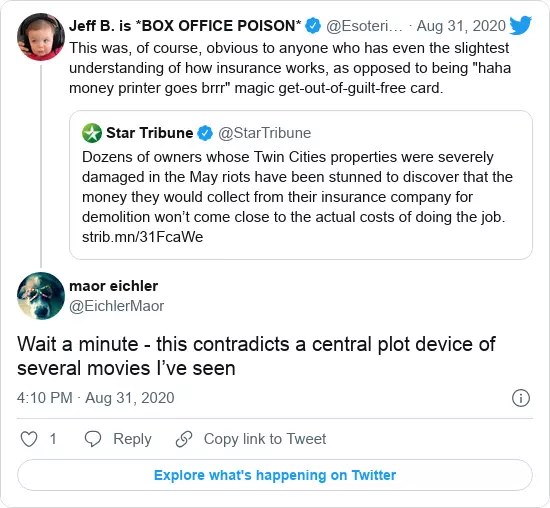 Jeff B. is *BOX OFFICE POISON* @Esoteri... · Aug 31, 2020
This was, of course, obvious to anyone who has even the slightest
understanding of how insurance works, as opposed to being "haha
money printer goes brrr" magic get-out-of-guilt-free card.
Star Tribune @StarTribune
Dozens of owners whose Twin Cities properties were severely
damaged in the May riots have been stunned to discover that the
money they would collect from their insurance company for
demolition won’t come close to the actual costs of doing the job.
strib.mn/31FcaWe
maor eichler
@EichlerMaor
Wait a minute - this contradicts a central plot device of
several movies I’ve seen
4:10 PM · Aug 31, 2020
1 Reply Copy link to Tweet
Explore what's happening on Twitter